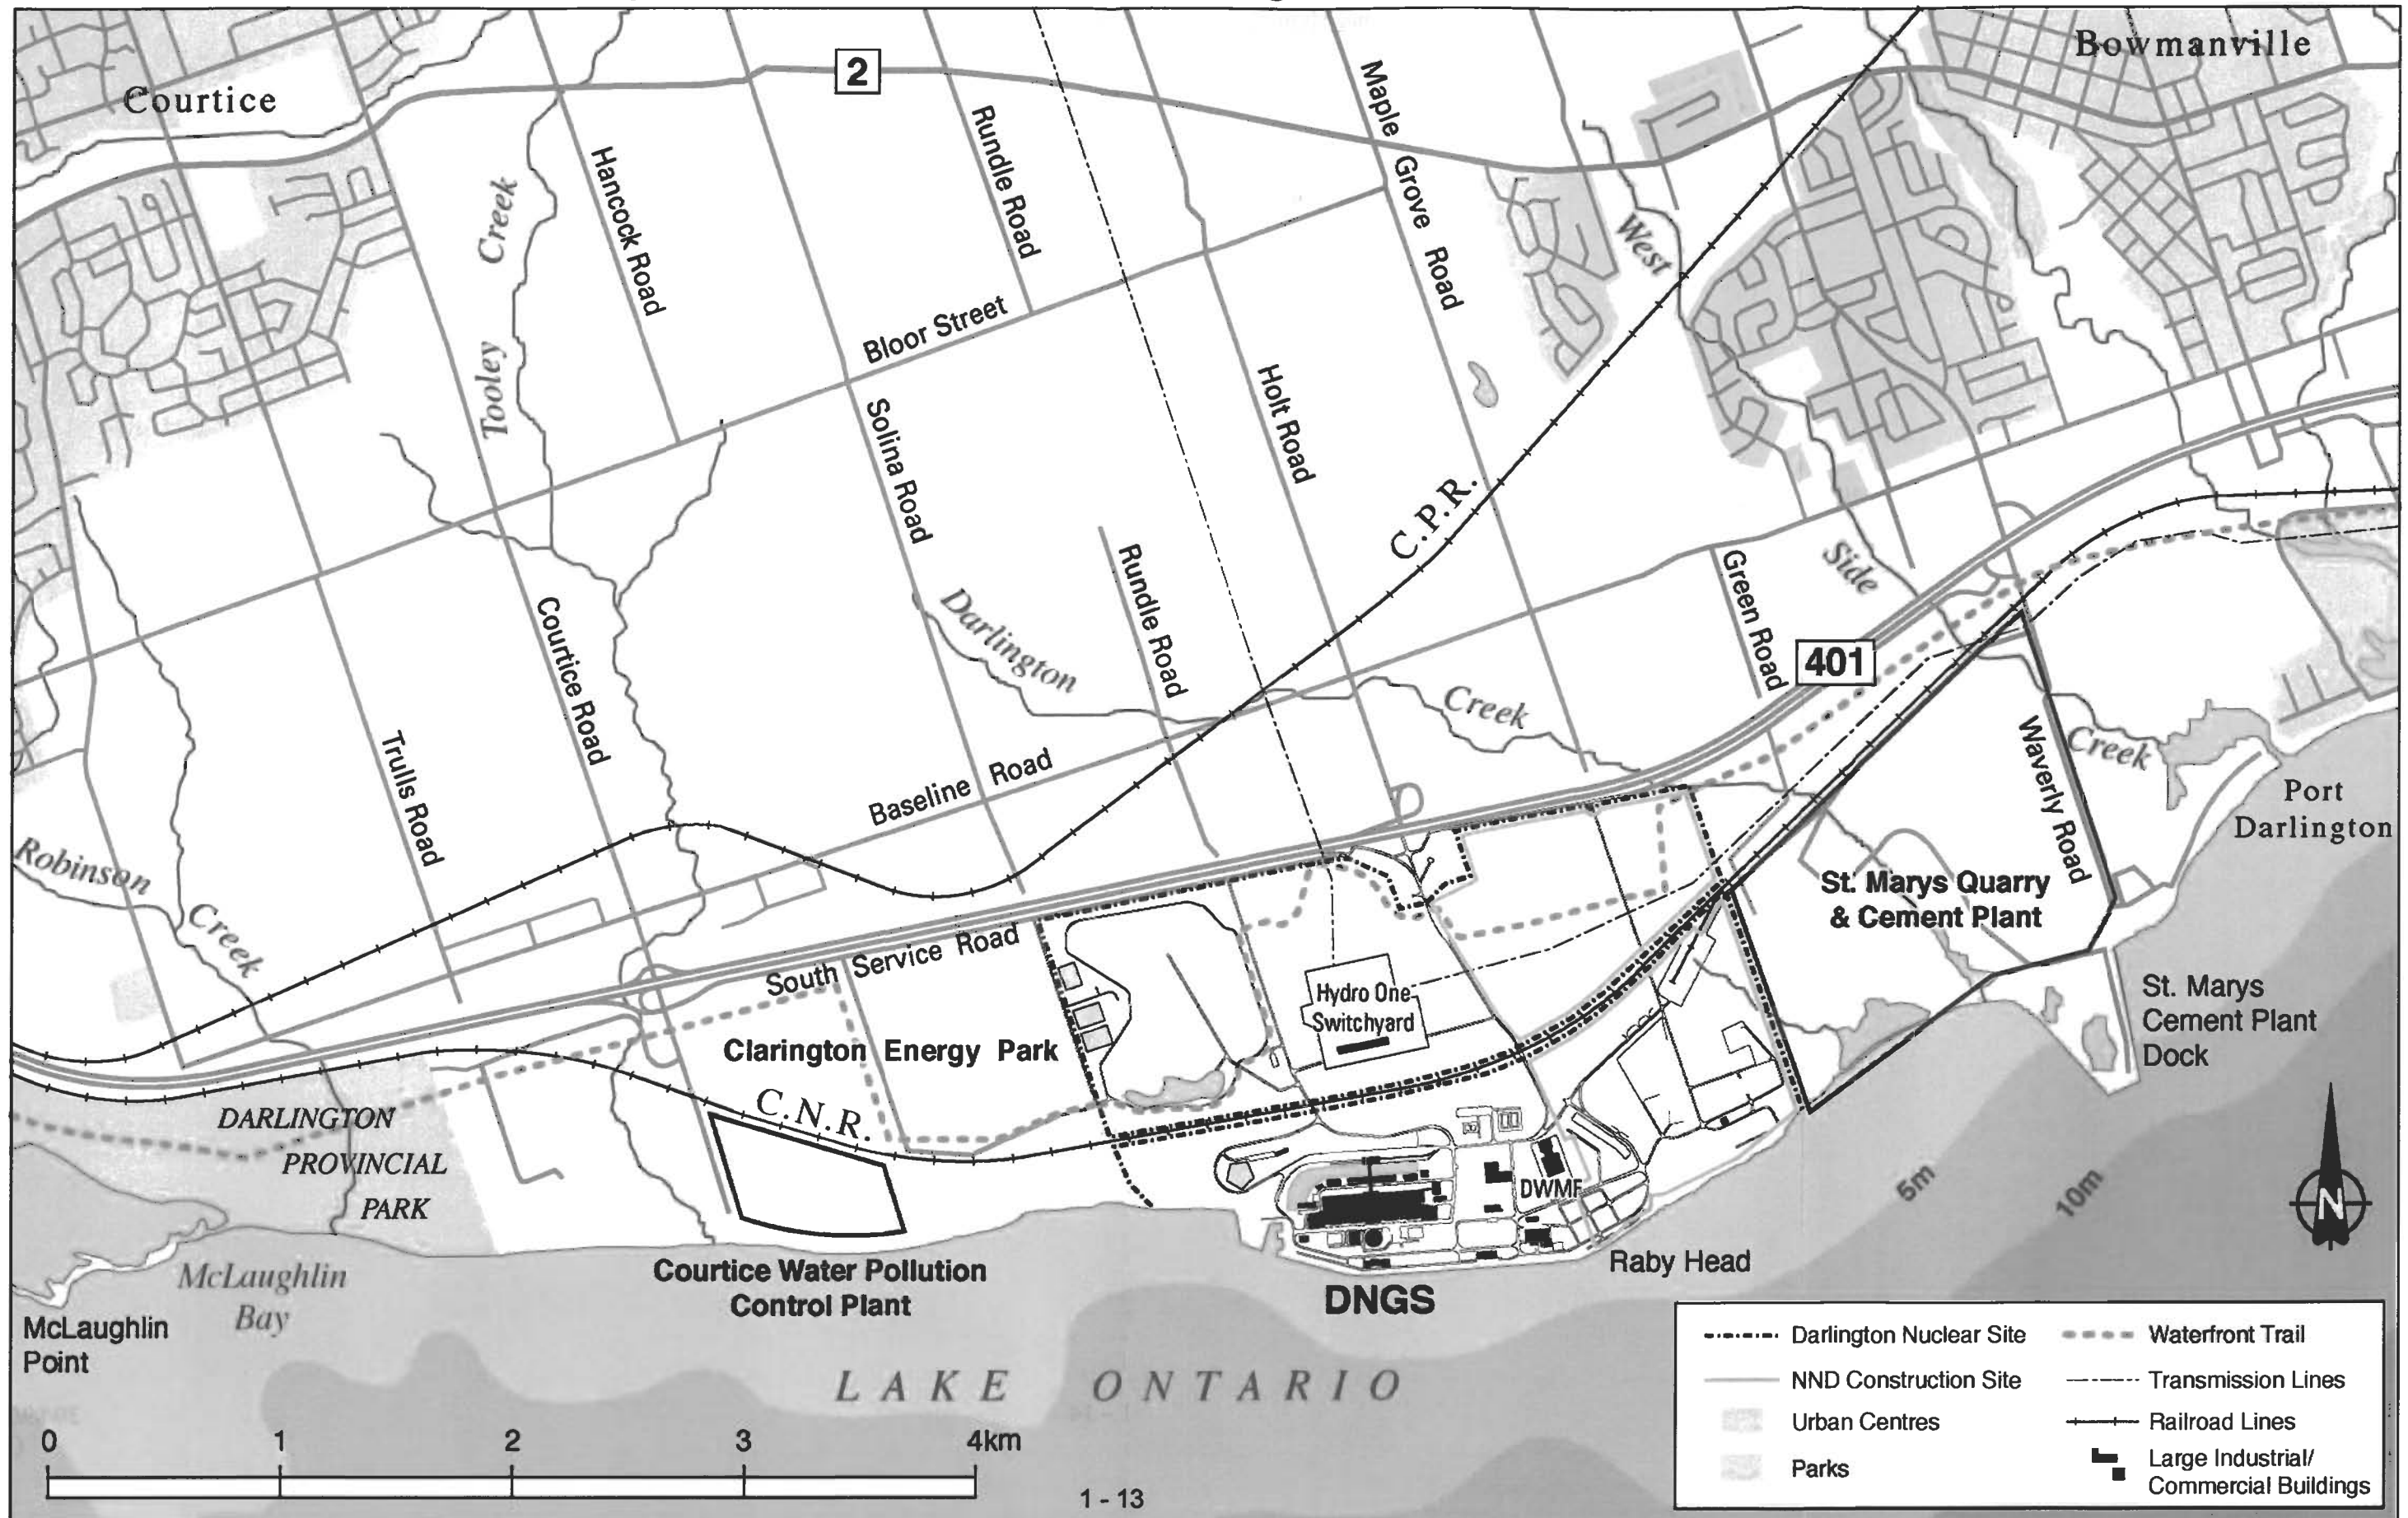 Bowmanville
Courtice
2
Maple Grove Road
Rundle Road
Hancock Road
Tooley Creek
West
Side
Creek
Bloor Street
Holt Road
Solina Road
C.P.R.
Rundle Road
Green Road
Darlington
Creek
Courtice Road
401
Trulls Road
Waverly Road
Baseline Road
Port
Darlington
Robinson
Creek
St. Marys Quarry
& Cement Plant
South Service Road
Hydro One
Switchyard
St. Marys
Cement Plant
Dock
Clarington Energy Park
C.N.R.
DARLINGTON
PROVINCIAL
PARK
DWMF
5m
10m
N
McLaughlin
Bay
Courtice Water Pollution
Control Plant
Raby Head
DNGS
McLaughlin
Point
LAKE ONTARIO
0 1 2 3 4km
1 - 13
Darlington Nuclear Site
NND Construction Site
Urban Centres
Parks
Waterfront Trail
Transmission Lines
Railroad Lines
Large Industrial/
Commercial Buildings